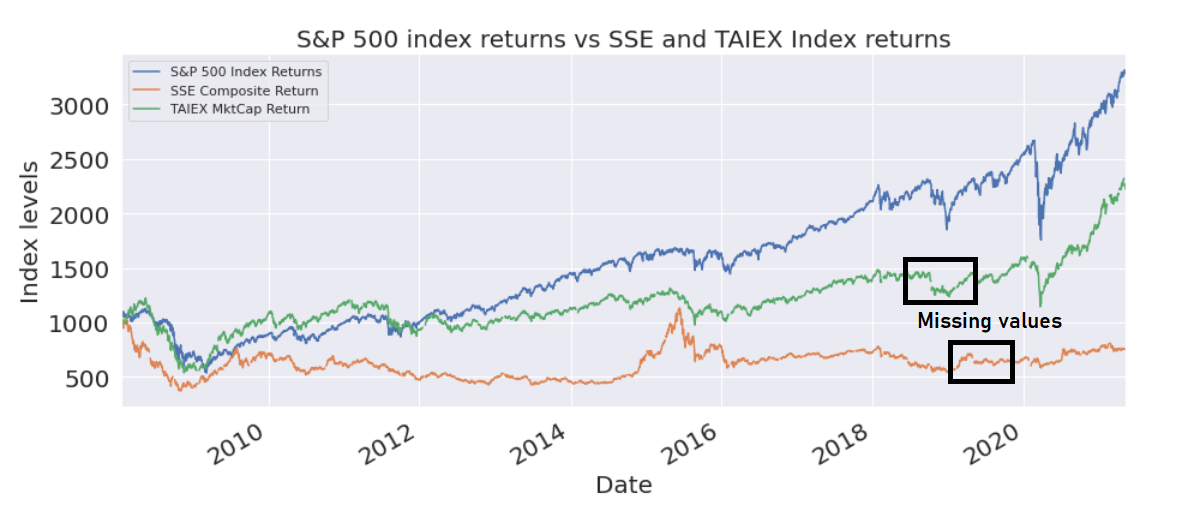 S&P 500 index returns vs SSE and TAIEX Index returns
S&P 500 Index Returns
SSE Composite Return
TAIEX MktCap Return
Index levels
3000
2500
2000
1500
1000
500
Missing values
2010
2012
2014
2016
2018
2020
Date